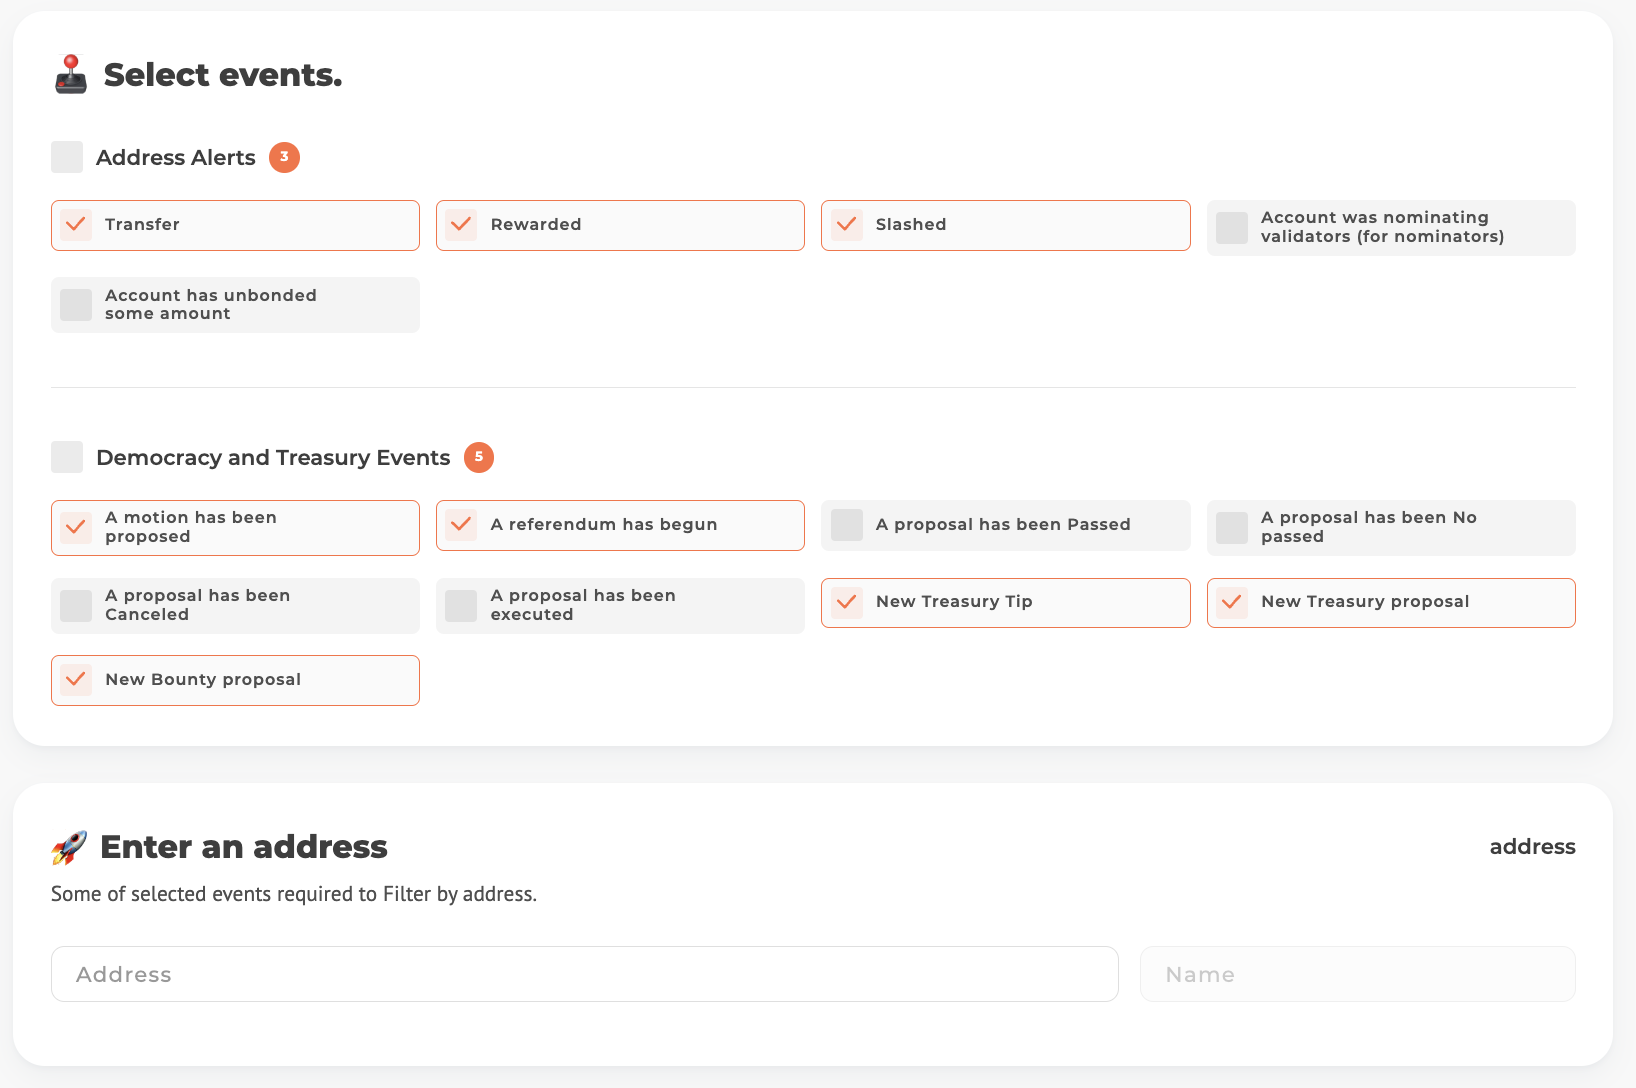 Select events.
Address Alerts 3
Transfer
Rewarded
Slashed
Account was nominating
validators (for nominators)
Account has unbonded
some amount
Democracy and Treasury Events 5
A motion has been
proposed
A referendum has begun
A proposal has been Passed
A proposal has been No
passed
A proposal has been
Canceled
A proposal has been
executed
New Treasury Tip
New Treasury proposal
New Bounty proposal
Enter an address
address
Some of selected events required to Filter by address.
Address
Name